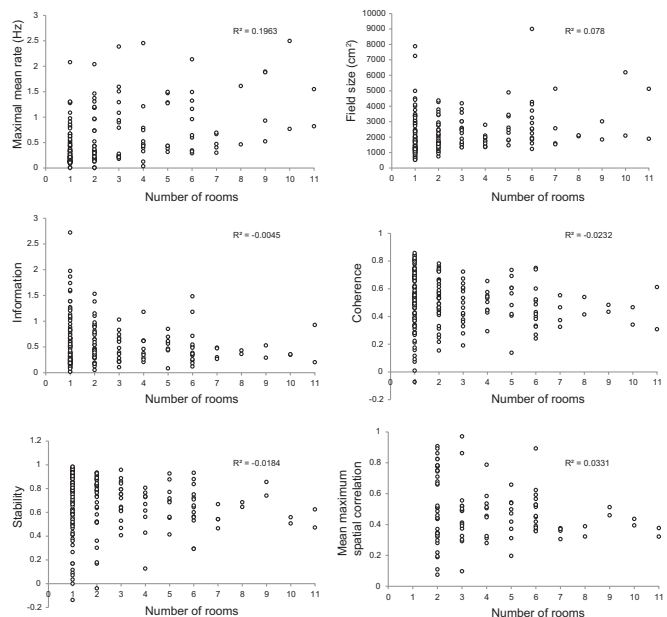 3
2.5
2
1.5
1
0.5
0
0 1 2 3 4 5 6 7 8 9 10 11
Maximal mean rate (Hz)
Number of rooms
R² = 0.1963
10000
9000
8000
7000
6000
5000
4000
3000
2000
1000
0
0 1 2 3 4 5 6 7 8 9 10 11
Field size (cm²)
Number of rooms
R² = 0.078
3
2.5
2
1.5
1
0.5
0
0 1 2 3 4 5 6 7 8 9 10 11
Information
Number of rooms
R² = -0.0045
1
0.8
0.6
0.4
0.2
0
-0.2
0 1 2 3 4 5 6 7 8 9 10 11
Coherence
Number of rooms
R² = -0.0232
1.2
1
0.8
0.6
0.4
0.2
0
-0.2
0 1 2 3 4 5 6 7 8 9 10 11
Stability
Number of rooms
R² = -0.0184
1
0.8
0.6
0.4
0.2
0
0 1 2 3 4 5 6 7 8 9 10 11
Mean maximum
spatial correlation
Number of rooms
R² = 0.0331